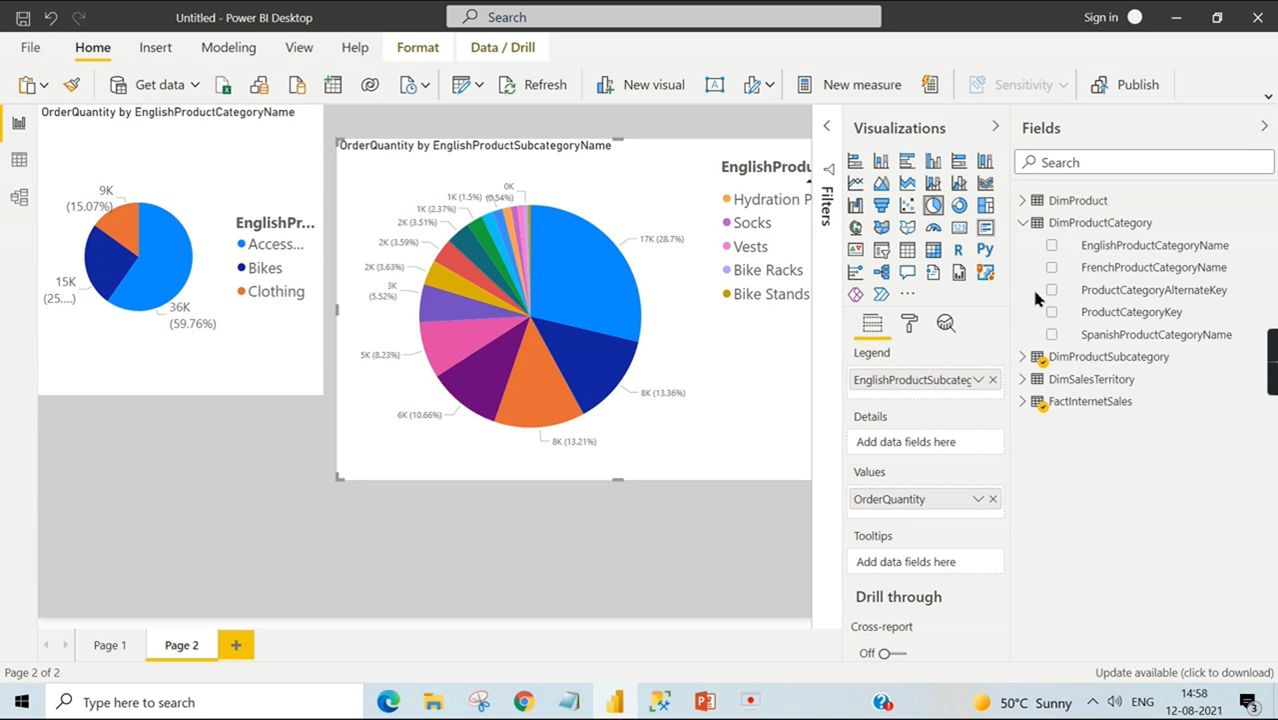 Untitled - Power BI Desktop
Search
Sign in
File
Home
Insert
Modeling
View
Help
Format
Data / Drill
Get data
Refresh
New visual
New measure
Sensitivity
Publish
OrderQuantity by EnglishProductCategoryName
9K
(15.07%)
15K
(25....)
36K
(59.76%)
EnglishPr...
Access...
Bikes
Clothing
OrderQuantity by EnglishProductSubcategoryName
0K
1K (1.5%)
(0.54%)
1K (2.37%)
2K (3.51%)
2K (3.59%)
2K (3.63%)
3K
(5.52%)
5K (8.23%)
6K (10.66%)
8K (13.21%)
8K (13.36%)
17K (28.7%)
EnglishProdu
Hydration P
Socks
Vests
Bike Racks
Bike Stands
Filters
Visualizations
R
Py
Legend
EnglishProductSubcateg
Details
Add data fields here
Values
OrderQuantity
Tooltips
Add data fields here
Drill through
Cross-report
Off
Fields
Search
DimProduct
DimProductCategory
EnglishProductCategoryName
FrenchProductCategoryName
ProductCategoryAlternateKey
ProductCategoryKey
SpanishProductCategoryName
DimProductSubcategory
DimSalesTerritory
FactInternetSales
Page 1
Page 2
Page 2 of 2
Update available (click to download)
Type here to search
50°C Sunny
ENG
14:58
12-08-2021
3